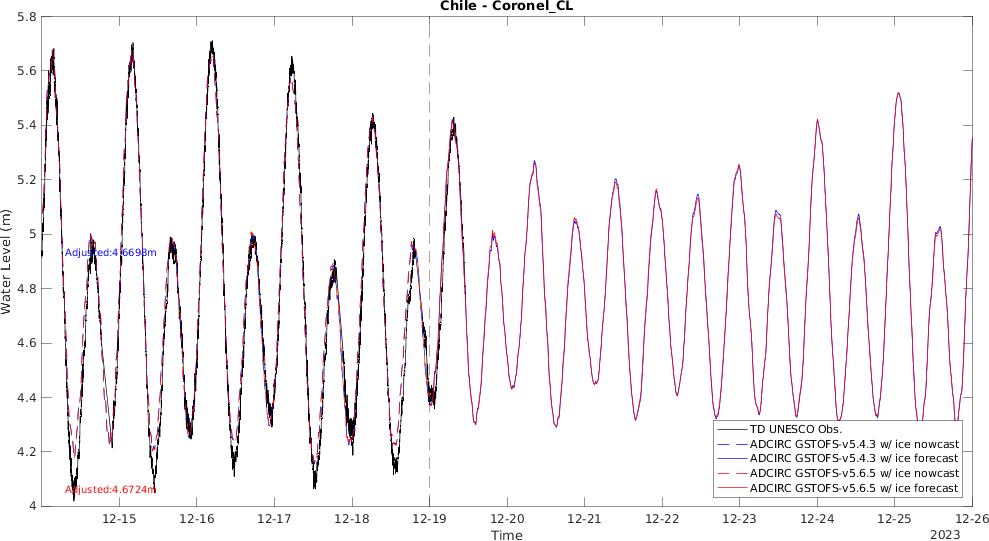 Chile - Coronel_CL
5.8
5.6
5.4
5.2
5
4.8
4.6
4.4
4.2
4
Water Level (m)
Adjusted:4.6698m
Adjusted:4.6724m
TD UNESCO Obs.
ADCIRC GSTOFS-v5.4.3 w/ ice nowcast
ADCIRC GSTOFS-v5.4.3 w/ ice forecast
ADCIRC GSTOFS-v5.6.5 w/ ice nowcast
ADCIRC GSTOFS-v5.6.5 w/ ice forecast
12-15 12-16 12-17 12-18 12-19 12-20 12-21 12-22 12-23 12-24 12-25 12-26
Time
2023